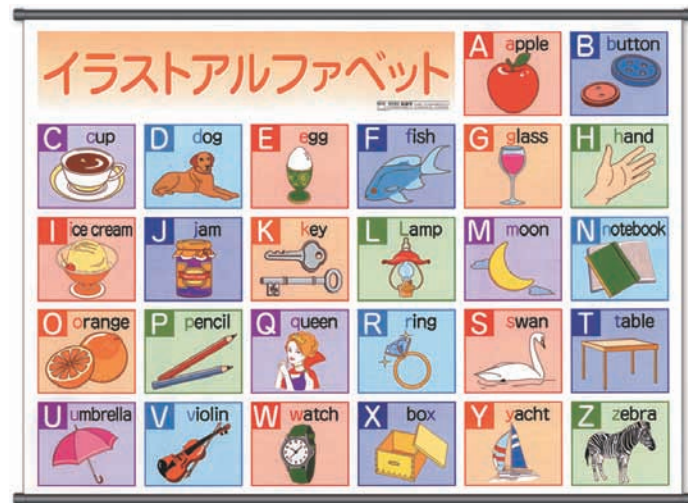 イラストアルファベット
A apple
B button
C cup
D dog
E egg
F fish
G glass
H hand
I ice cream
J jam
K key
L Lamp
M moon
N notebook
O orange
P pencil
Q queen
R ring
S swan
T table
U umbrella
V violin
W watch
X box
Y yacht
Z zebra